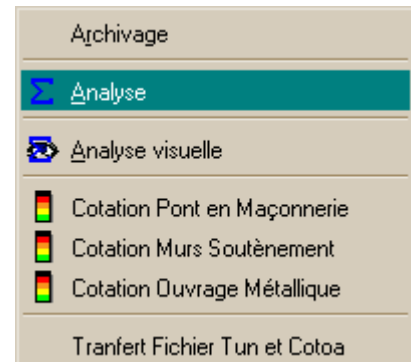 Archivage
Analyse
Analyse visuelle
Cotation Pont en Maçonnerie
Cotation Murs Soutènement
Cotation Ouvrage Métallique
Tranfert Fichier Tun et Cotoa